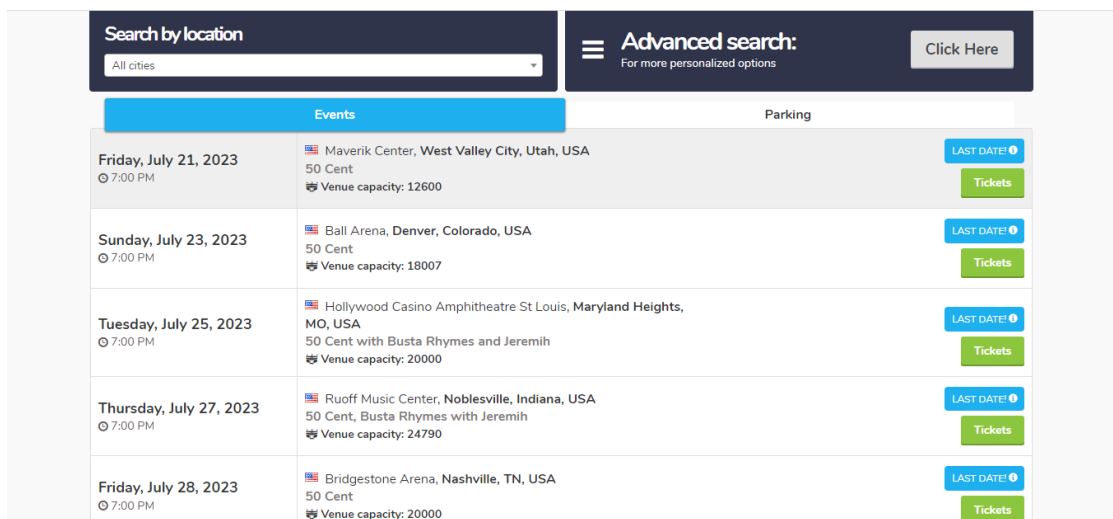 Search by location
All cities
Advanced search:
For more personalized options
Click Here
Events
Parking
Friday, July 21, 2023
7:00 PM
Maverik Center, West Valley City, Utah, USA
50 Cent
Venue capacity: 12600
LAST DATE!
Tickets
Sunday, July 23, 2023
7:00 PM
Ball Arena, Denver, Colorado, USA
50 Cent
Venue capacity: 18007
LAST DATE!
Tickets
Tuesday, July 25, 2023
7:00 PM
Hollywood Casino Amphitheatre St Louis, Maryland Heights,
MO, USA
50 Cent with Busta Rhymes and Jeremih
Venue capacity: 20000
LAST DATE!
Tickets
Thursday, July 27, 2023
7:00 PM
Ruoff Music Center, Noblesville, Indiana, USA
50 Cent, Busta Rhymes with Jeremih
Venue capacity: 24790
LAST DATE!
Tickets
Friday, July 28, 2023
7:00 PM
Bridgestone Arena, Nashville, TN, USA
50 Cent
Venue capacity: 20000
LAST DATE!
Tickets